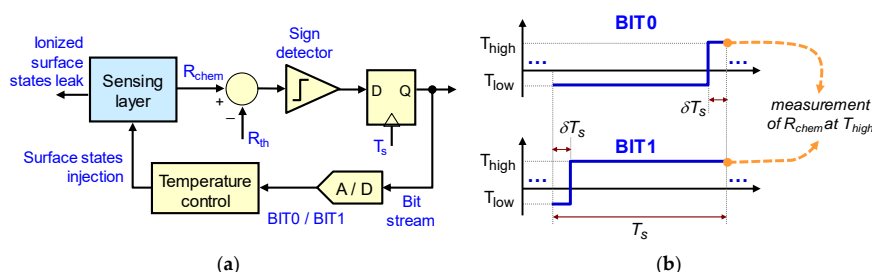 Ionized
surface
states leak
Sensing
layer
R_chem
+
−
R_th
Sign
detector
D Q
T_s
Surface states
injection
Temperature
control
A / D
BIT0 / BIT1
Bit
stream
(a)
BIT0
T_high
T_low
...
...
δT_s
BIT1
δT_s
T_high
T_low
...
...
T_s
measurement
of R_chem at T_high
(b)